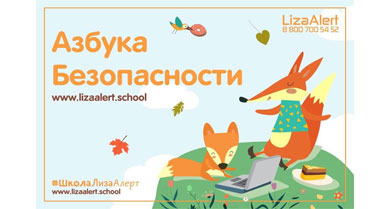 LizaAlert
8 800 700 54 52
Азбука
Безопасности
www.lizaalert.school
#ШколаЛизаАлерт
www.lizaalert.school